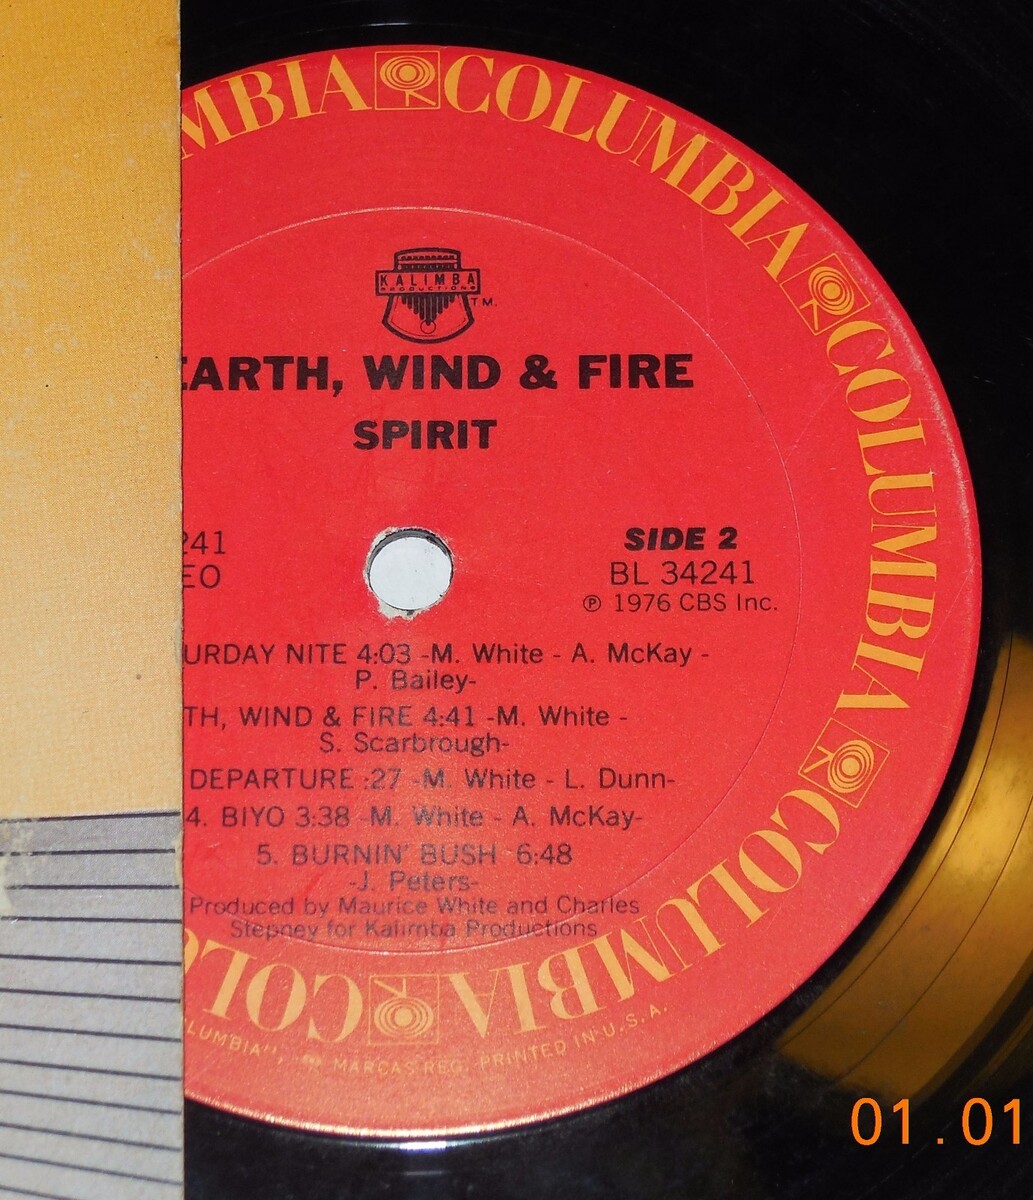 MBIA COLUMBIA COLUMBIA COLUMBIA COL
KALIMBA
PRODUCTIONS
TM.
EARTH, WIND & FIRE
SPIRIT
241
EO
SIDE 2
BL 34241
℗ 1976 CBS Inc.
URDAY NITE 4:03 -M. White - A. McKay -
P. Bailey-
TH, WIND & FIRE 4:41 -M. White -
S. Scarbrough-
DEPARTURE :27 -M. White - L. Dunn-
4. BIYO 3:38 -M. White - A. McKay-
5. BURNIN' BUSH 6:48
-J. Peters-
Produced by Maurice White and Charles
Stepney for Kalimba Productions
LUMBIA", MARCAS REG. PRINTED IN U.S.A.
01.01